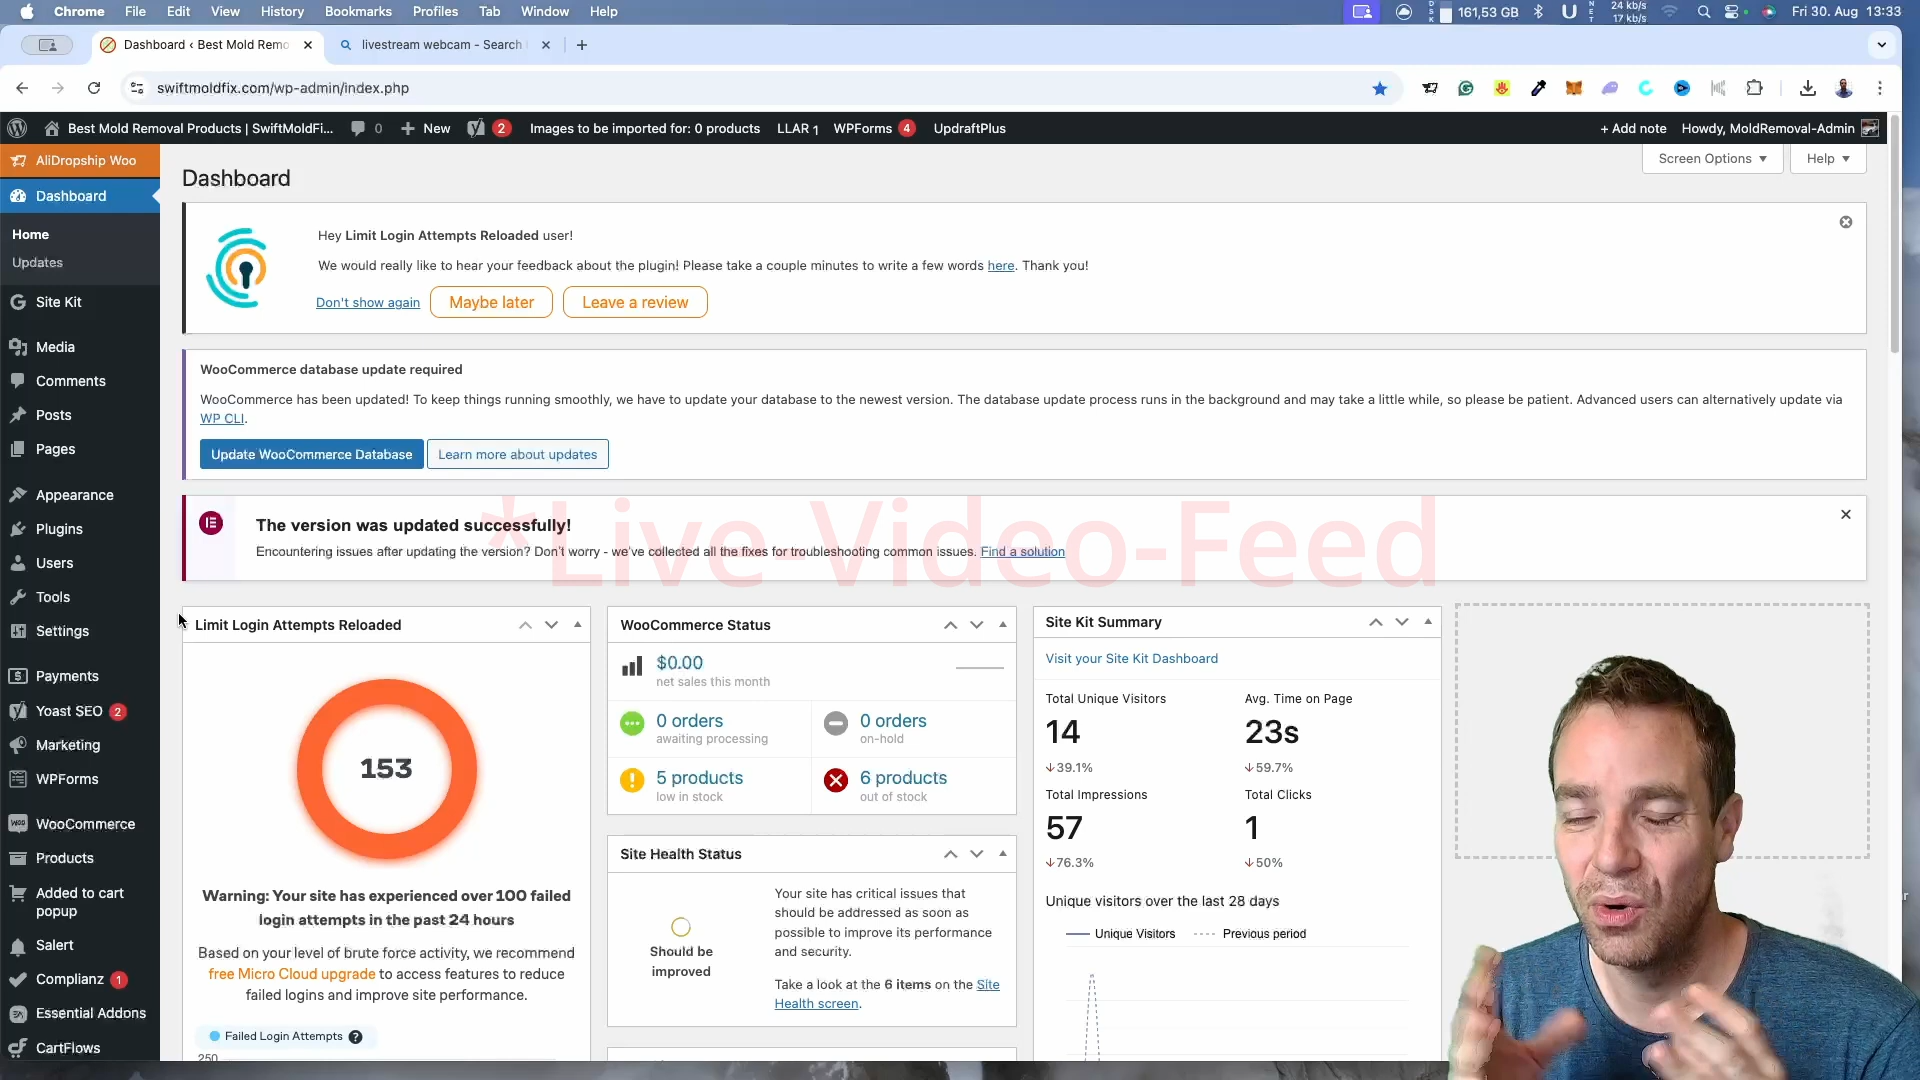 Chrome File Edit View History Bookmarks Profiles Tab Window Help
161,53 GB
24 kb/s
17 kb/s
Fri 30. Aug 13:33
Dashboard ‹ Best Mold Remo
livestream webcam - Search
swiftmoldfix.com/wp-admin/index.php
Best Mold Removal Products | SwiftMoldFi...
0
New
2
Images to be imported for: 0 products
LLAR 1
WPForms 4
UpdraftPlus
+ Add note
Howdy, MoldRemoval-Admin
AliDropship Woo
Dashboard
Home
Updates
Site Kit
Media
Comments
Posts
Pages
Appearance
Plugins
Users
Tools
Settings
Payments
Yoast SEO 2
Marketing
WPForms
WooCommerce
Products
Added to cart
popup
Salert
Complianz 1
Essential Addons
CartFlows
Screen Options
Help
Dashboard
Hey Limit Login Attempts Reloaded user!
We would really like to hear your feedback about the plugin! Please take a couple minutes to write a few words here. Thank you!
Don't show again
Maybe later
Leave a review
WooCommerce database update required
WooCommerce has been updated! To keep things running smoothly, we have to update your database to the newest version. The database update process runs in the background and may take a little while, so please be patient. Advanced users can alternatively update via
WP CLI.
Update WooCommerce Database
Learn more about updates
*Live-Video-Feed
The version was updated successfully!
Encountering issues after updating the version? Don't worry - we've collected all the fixes for troubleshooting common issues. Find a solution
Limit Login Attempts Reloaded
153
Warning: Your site has experienced over 100 failed
login attempts in the past 24 hours
Based on your level of brute force activity, we recommend
free Micro Cloud upgrade to access features to reduce
failed logins and improve site performance.
Failed Login Attempts ?
250
WooCommerce Status
$0.00
net sales this month
0 orders
awaiting processing
0 orders
on-hold
5 products
low in stock
6 products
out of stock
Site Health Status
Should be
improved
Your site has critical issues that
should be addressed as soon as
possible to improve its performance
and security.
Take a look at the 6 items on the Site
Health screen.
Site Kit Summary
Visit your Site Kit Dashboard
Total Unique Visitors
14
↓39.1%
Avg. Time on Page
23s
↓59.7%
Total Impressions
57
↓76.3%
Total Clicks
1
↓50%
Unique visitors over the last 28 days
Unique Visitors
Previous period